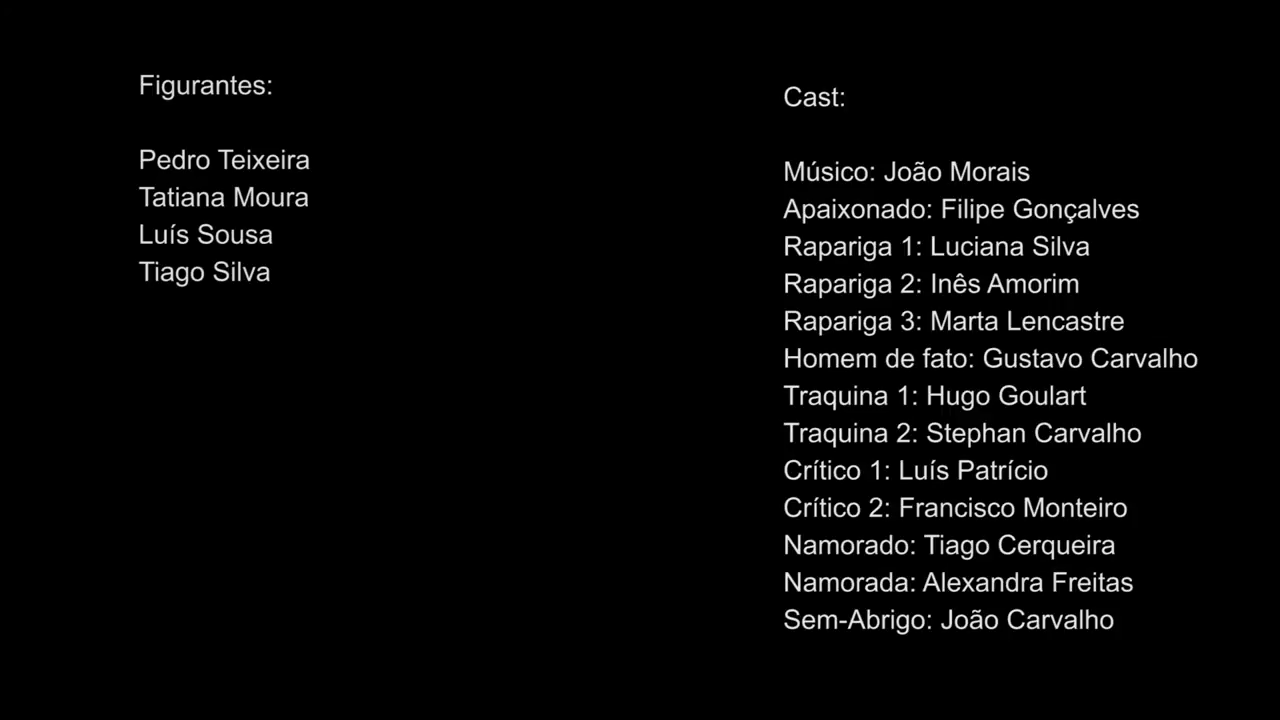 Figurantes:
Pedro Teixeira
Tatiana Moura
Luís Sousa
Tiago Silva
Cast:
Músico: João Morais
Apaixonado: Filipe Gonçalves
Rapariga 1: Luciana Silva
Rapariga 2: Inês Amorim
Rapariga 3: Marta Lencastre
Homem de fato: Gustavo Carvalho
Traquina 1: Hugo Goulart
Traquina 2: Stephan Carvalho
Crítico 1: Luís Patrício
Crítico 2: Francisco Monteiro
Namorado: Tiago Cerqueira
Namorada: Alexandra Freitas
Sem-Abrigo: João Carvalho